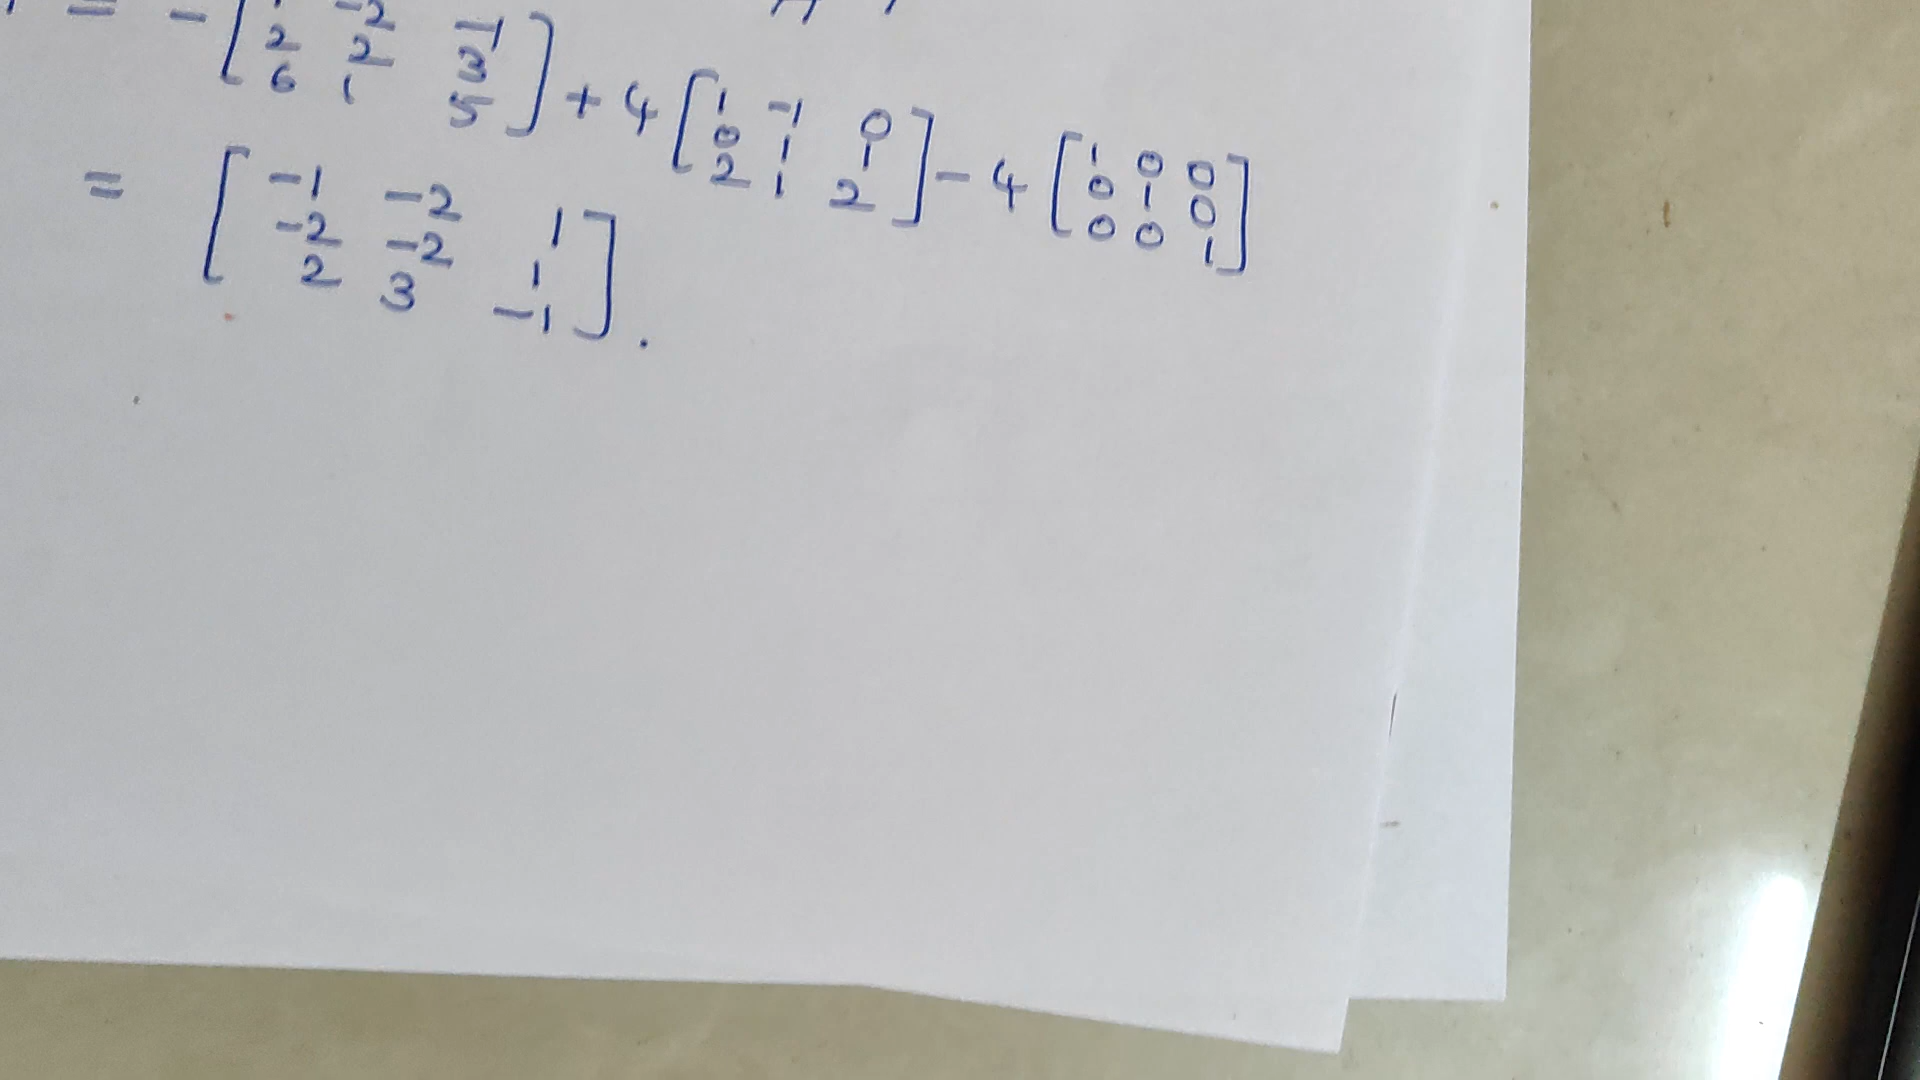 = - [ -2 -1
2 2 3
6 1 5 ] + 4 [ 1 -1 0
0 1 1
2 1 2 ] - 4 [ 1 0 0
0 1 0
0 0 1 ]
= [ -1 -2 1
-2 -2 1
2 3 -1 ] .